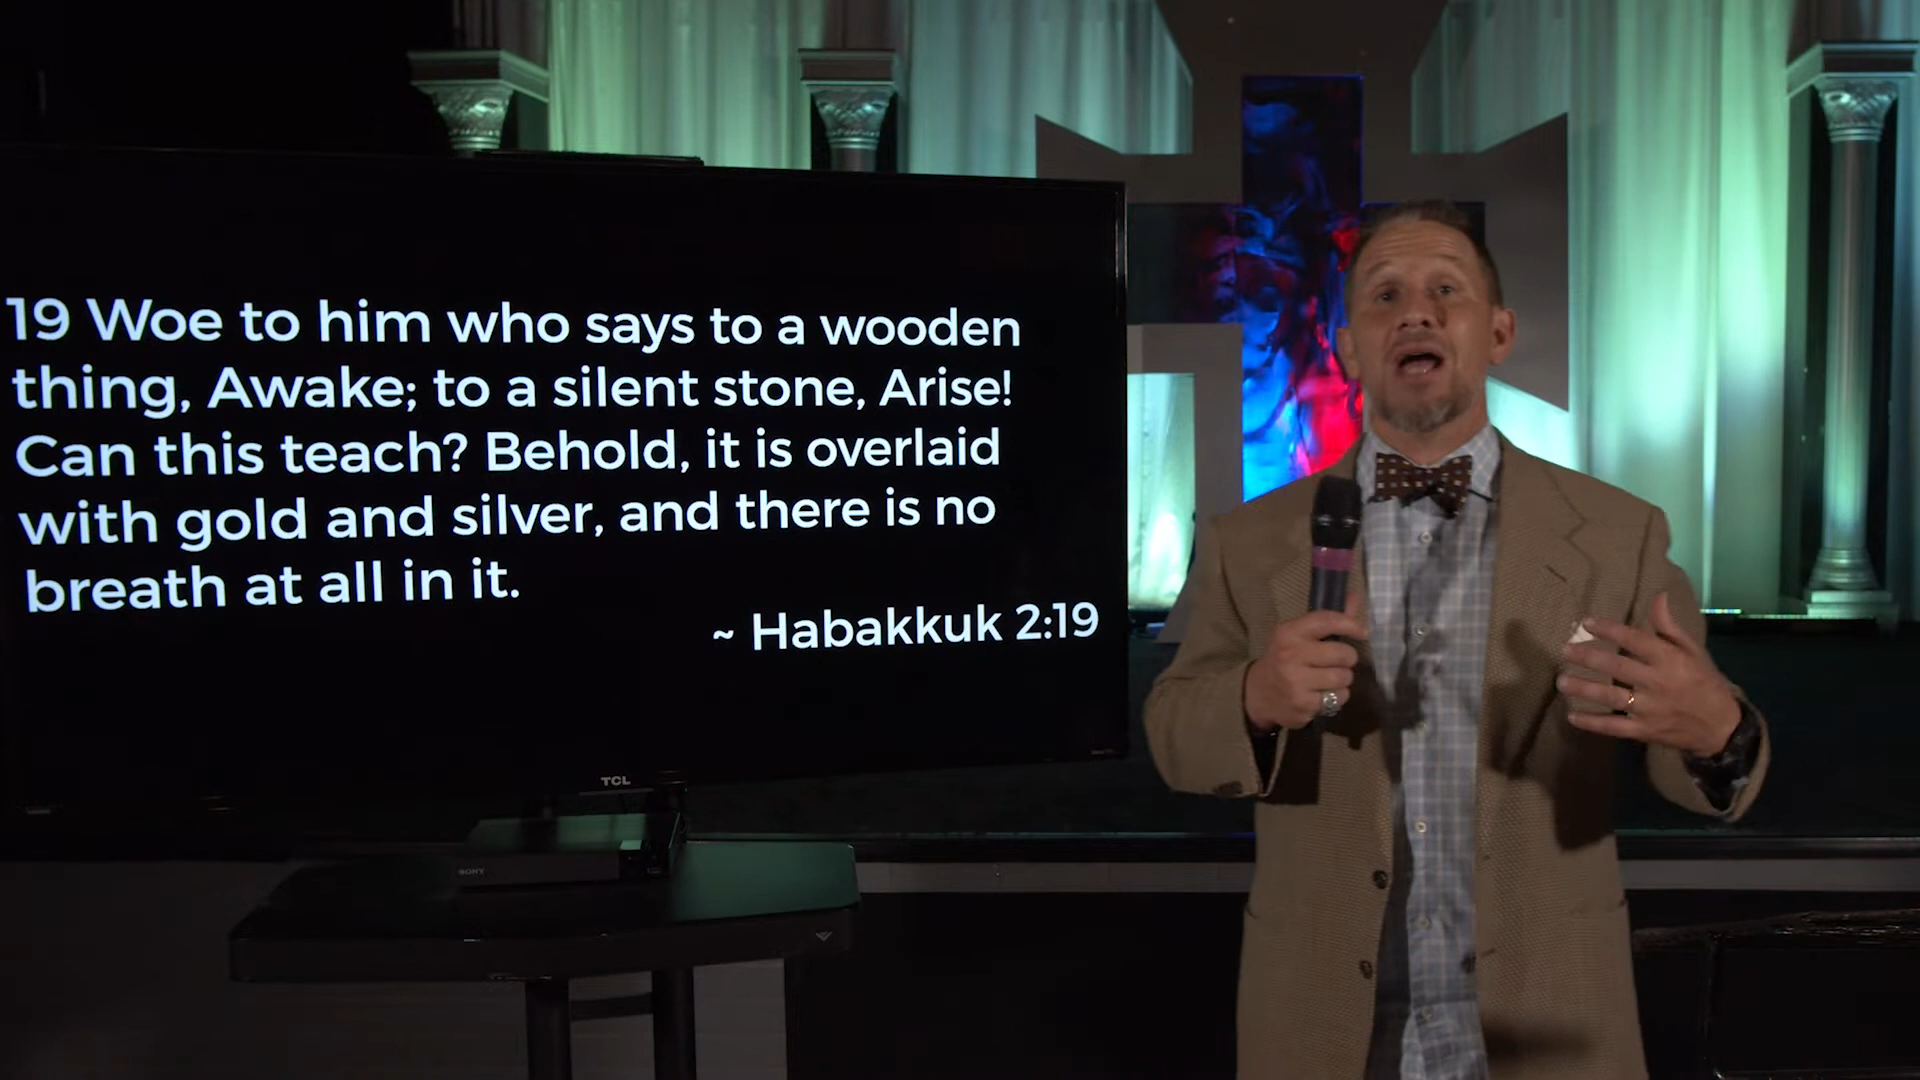 19 Woe to him who says to a wooden
thing, Awake; to a silent stone, Arise!
Can this teach? Behold, it is overlaid
with gold and silver, and there is no
breath at all in it.
~ Habakkuk 2:19
TCL
SONY